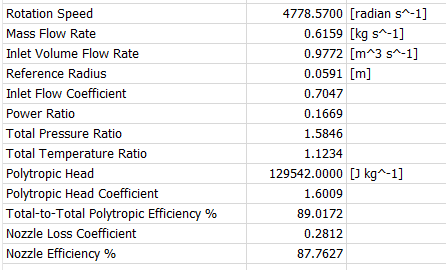 Rotation Speed 4778.5700 [radian s^-1]
Mass Flow Rate 0.6159 [kg s^-1]
Inlet Volume Flow Rate 0.9772 [m^3 s^-1]
Reference Radius 0.0591 [m]
Inlet Flow Coefficient 0.7047
Power Ratio 0.1669
Total Pressure Ratio 1.5846
Total Temperature Ratio 1.1234
Polytropic Head 129542.0000 [J kg^-1]
Polytropic Head Coefficient 1.6009
Total-to-Total Polytropic Efficiency % 89.0172
Nozzle Loss Coefficient 0.2812
Nozzle Efficiency % 87.7627